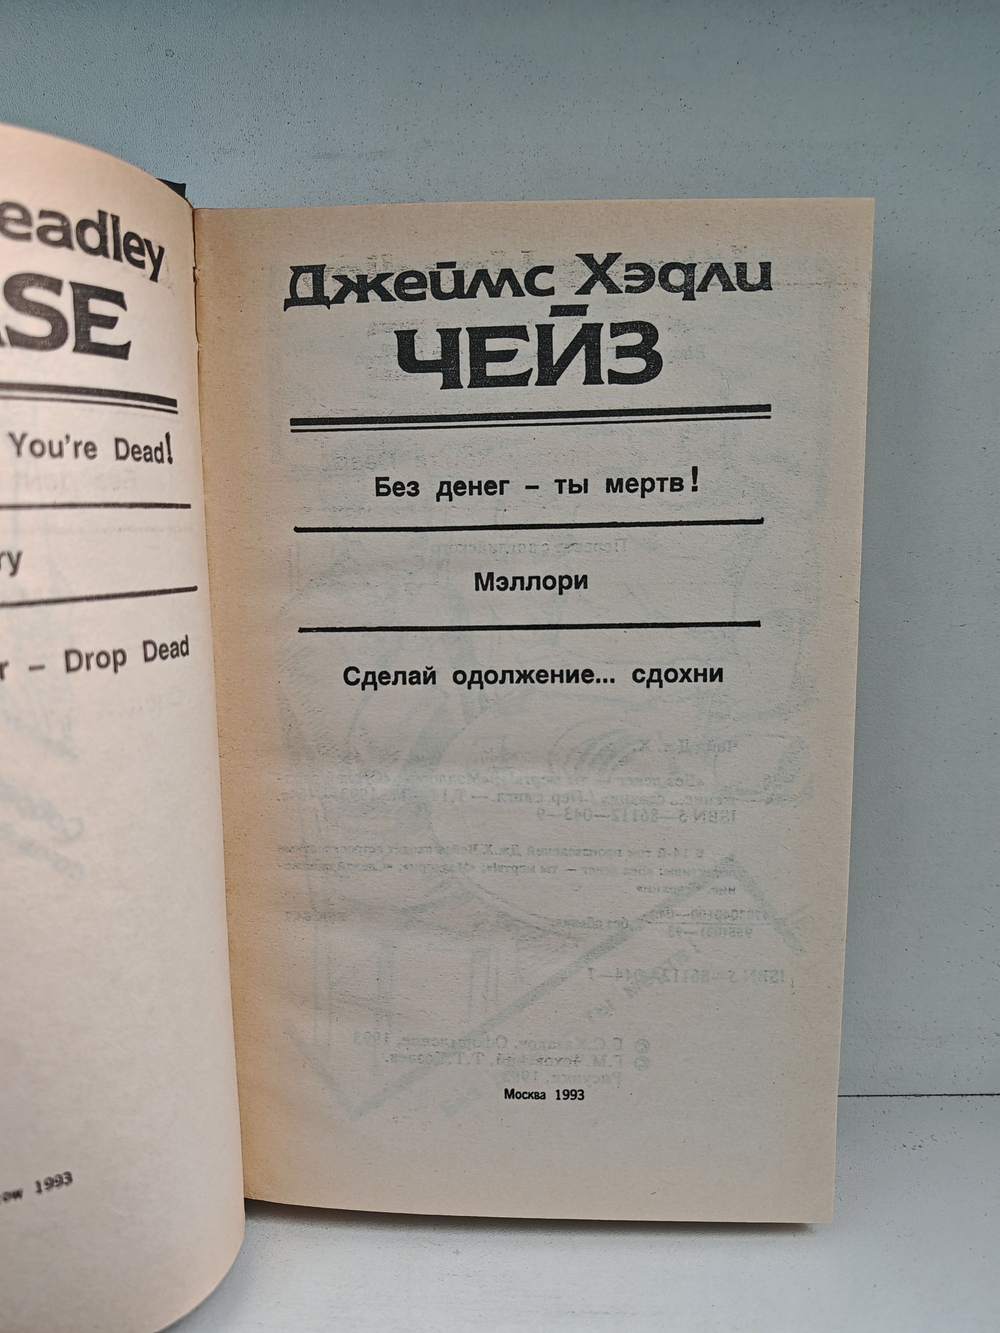 eadley
ASE
You're Dead!
ry
r – Drop Dead
ow 1993
Джеймс Хэдли
ЧЕЙЗ
Без денег – ты мертв!
Мэллори
Сделай одолжение... сдохни
Москва 1993